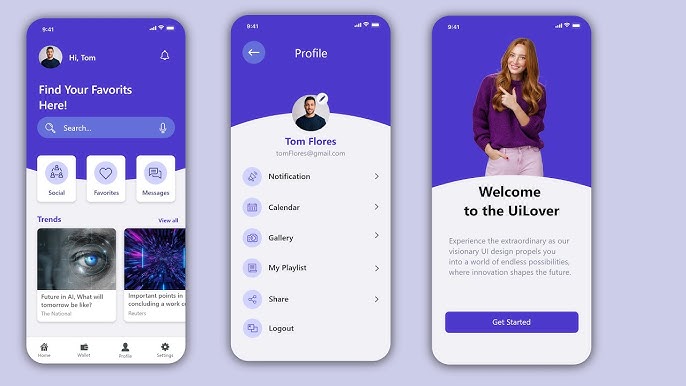 9:41
Hi, Tom
Find Your Favorits
Here!
Search...
Social
Favorites
Messages
Trends
View all
Future in AI, What will
tomorrow be like?
The National
Important points in
concluding a work co
Reuters
Home
Wallet
Profile
Settings
9:41
Profile
Tom Flores
tomFlores@gmail.com
Notification
Calendar
Gallery
My Playlist
Share
Logout
9:41
Welcome
to the UiLover
Experience the extraordinary as our
visionary UI design propels you
into a world of endless possibilities,
where innovation shapes the future.
Get Started